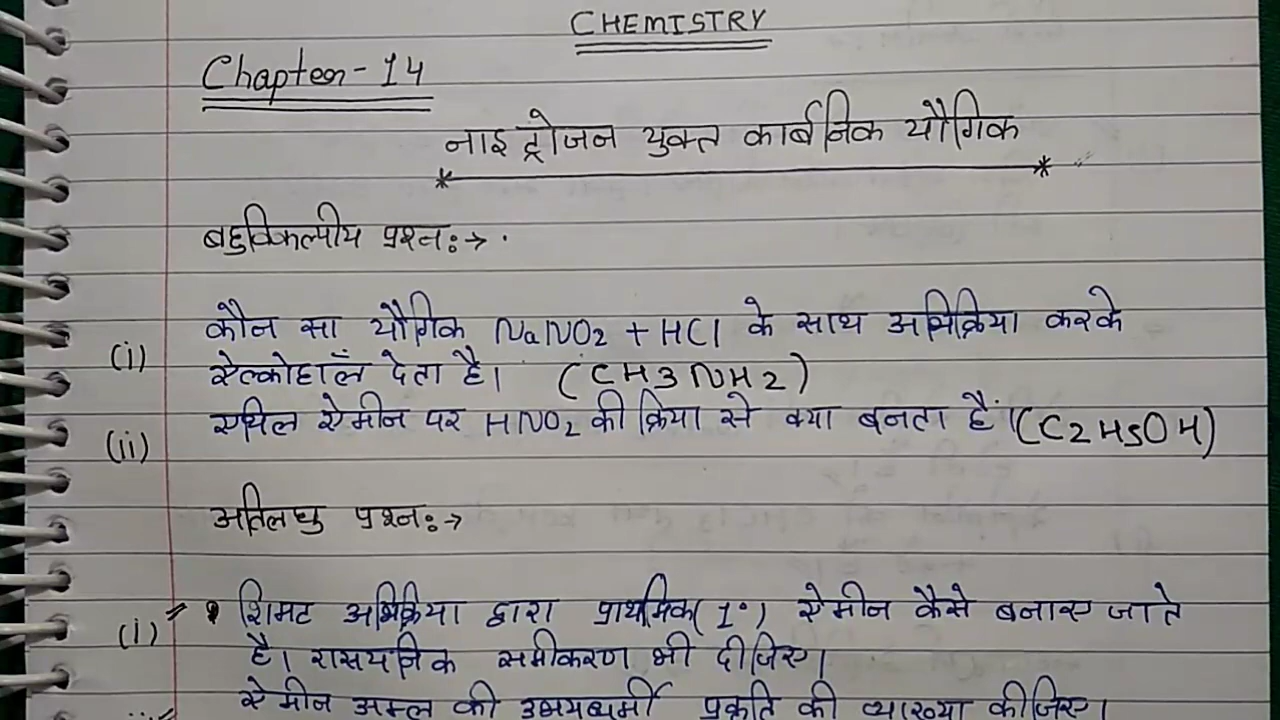 CHEMISTRY
Chapter-14
नाइट्रोजन युक्त कार्बनिक यौगिक
बहुविकल्पीय प्रश्न:→
कौन सा यौगिक NaNO2 + HCl के साथ अभिक्रिया करके
(i) ऐल्कोहॉल देता है। (CH3NH2)
(ii) एथिल ऐमीन पर HNO2 की क्रिया से क्या बनता है (C2H5OH)
अतिलघु प्रश्न:→
(i) शिमट अभिक्रिया द्वारा प्राथमिक (1°) ऐमीन कैसे बनाए जाते
है। रासयनिक समीकरण भी दीजिए।
ऐमीन अम्ल की उभयधर्मी प्रकृति की व्याख्या कीजिए।